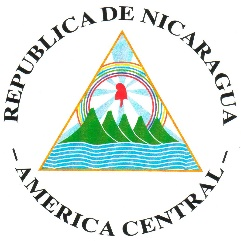 REPUBLICA DE NICARAGUA
- AMERICA CENTRAL -